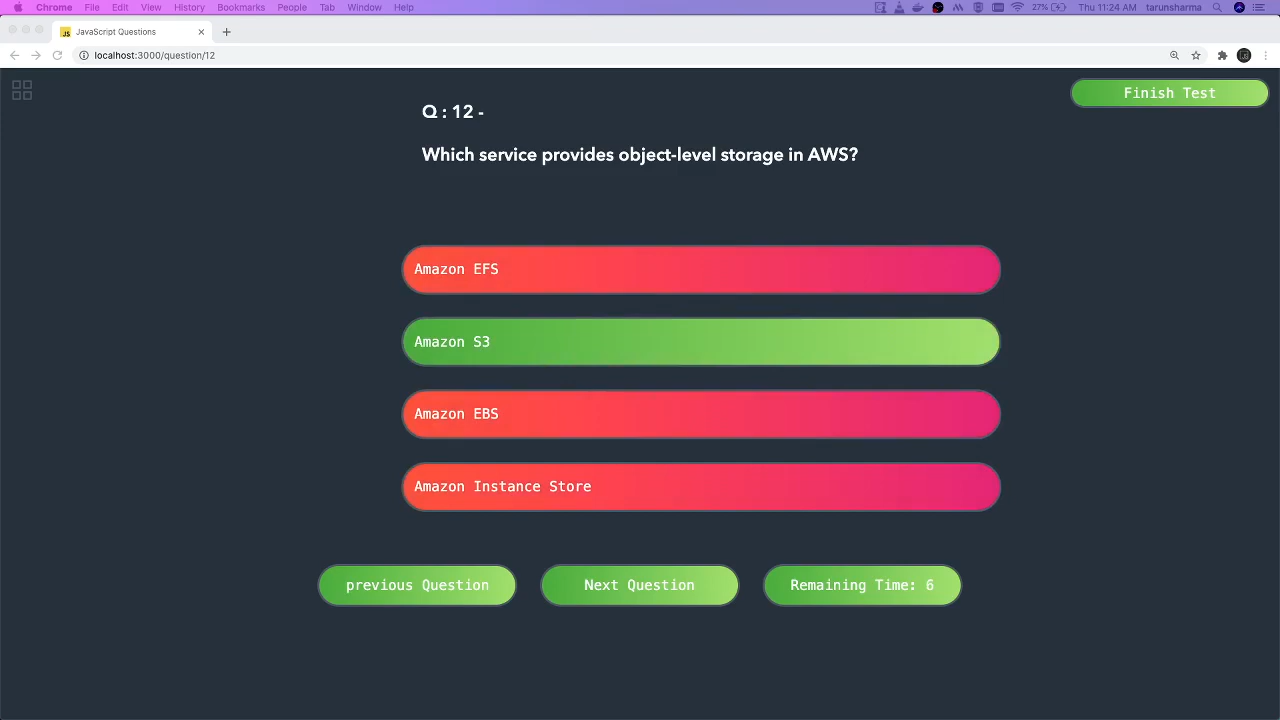 Chrome File Edit View History Bookmarks People Tab Window Help 27% Thu 11:24 AM tarunsharma
JS JavaScript Questions
localhost:3000/question/12
Finish Test
Q : 12 -
Which service provides object-level storage in AWS?
Amazon EFS
Amazon S3
Amazon EBS
Amazon Instance Store
previous Question Next Question Remaining Time: 6